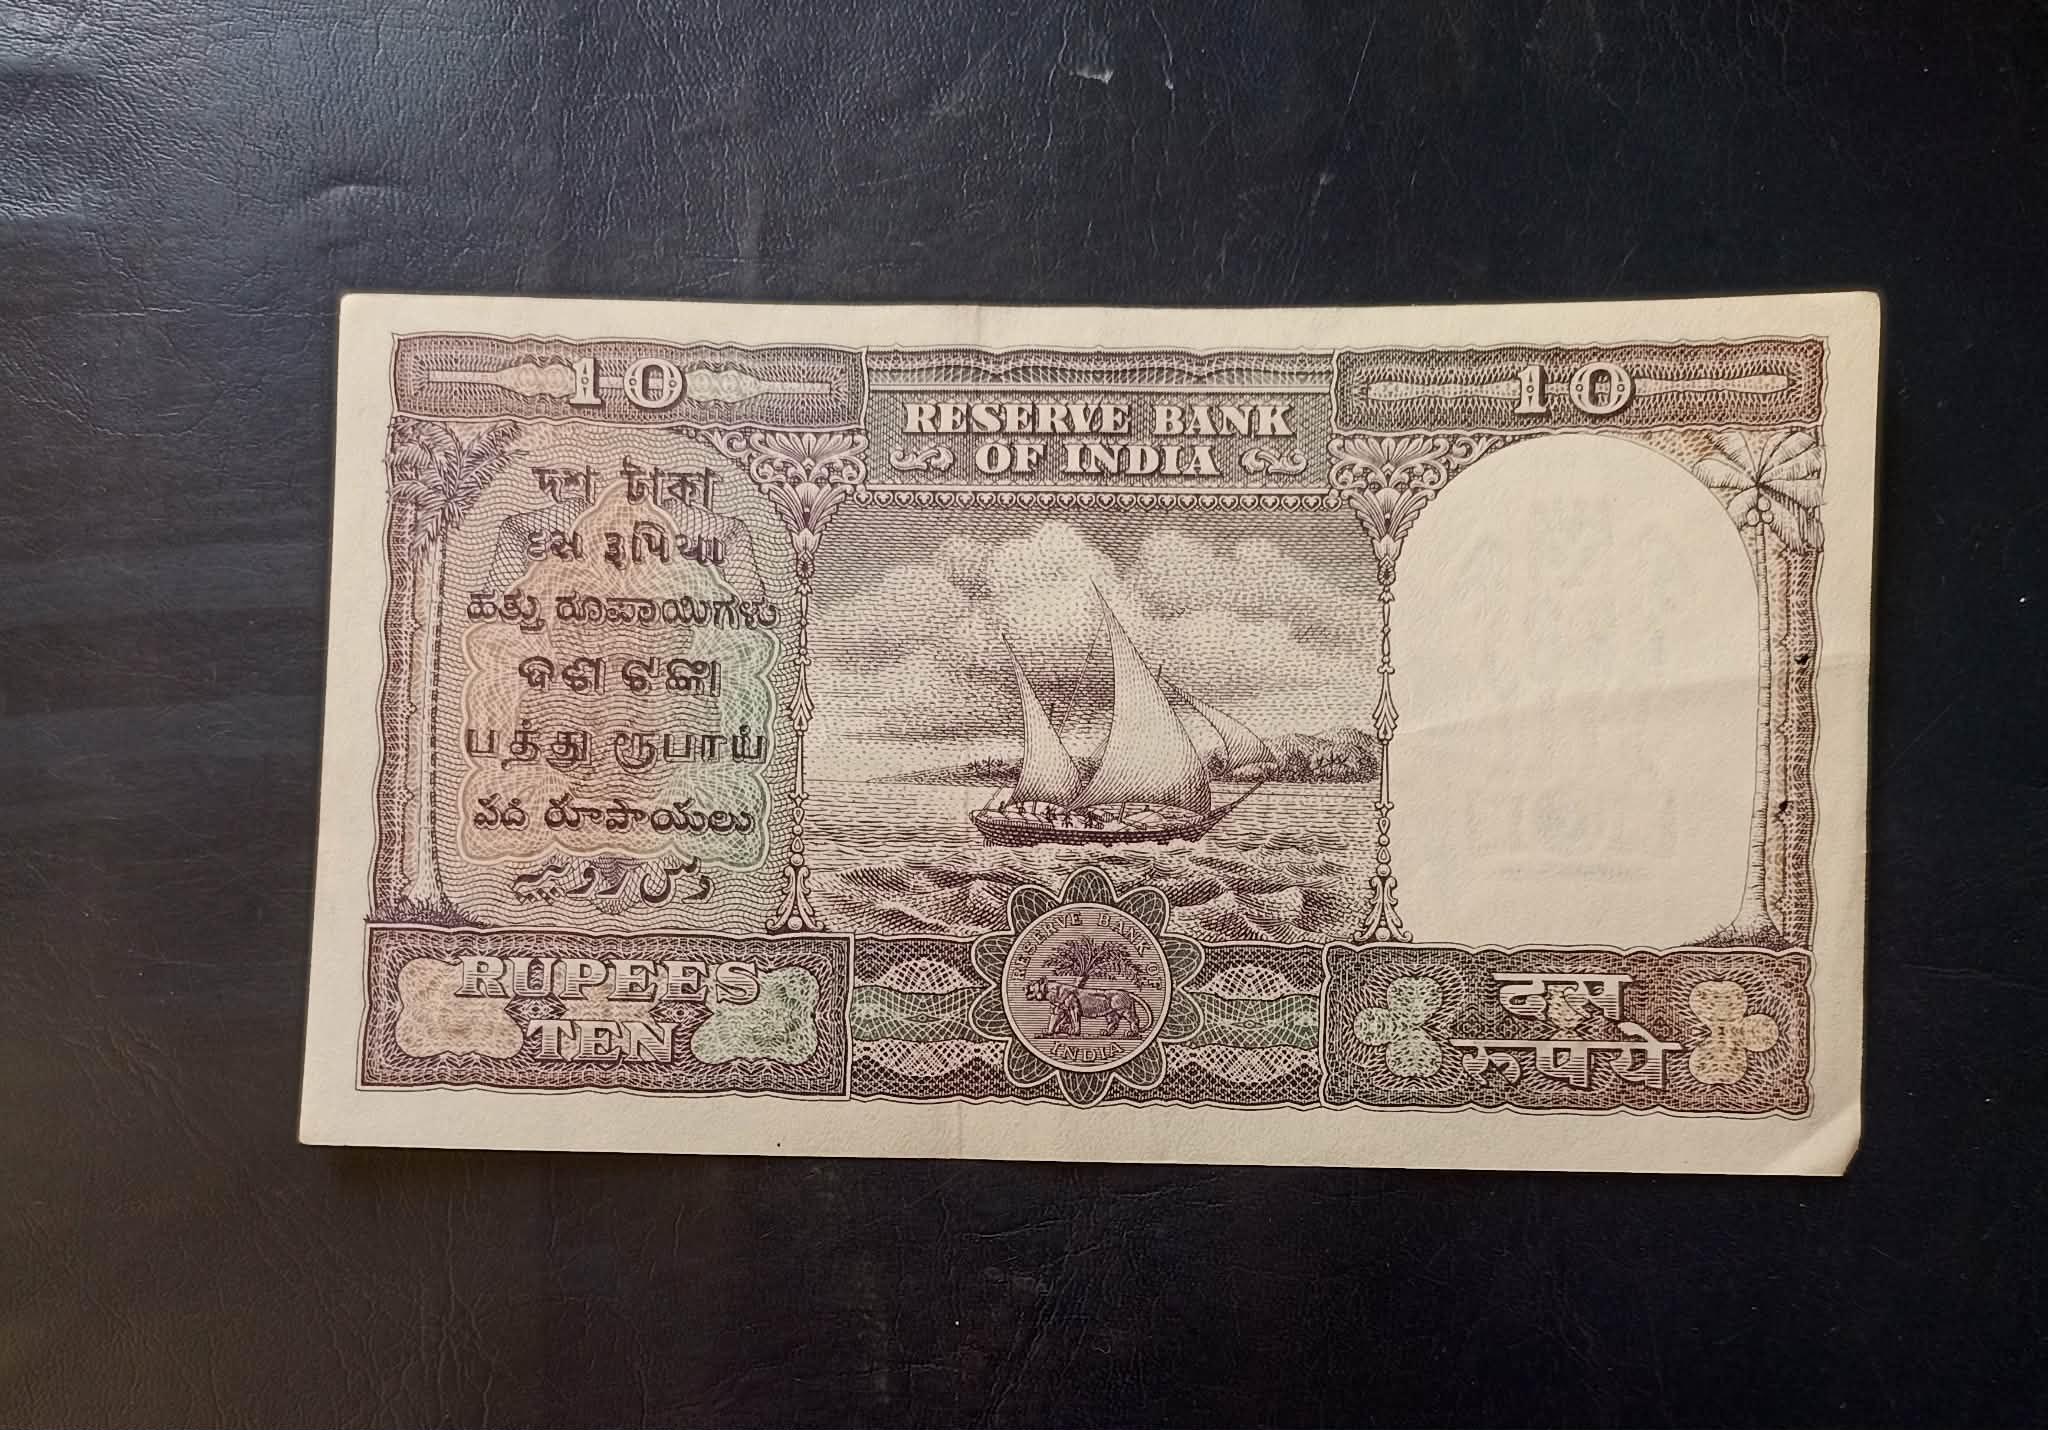 10
RESERVE BANK
OF INDIA
10
দশ টাকা
દસ રૂપિયા
ಹತ್ತು ರೂಪಾಯಿಗಳು
ଦଶ ଟଙ୍କା
பத்து ரூபாய்
పది రూపాయలు
دس
RUPEES
TEN
RESERVE BANK OF
INDIA
दस
रुपये